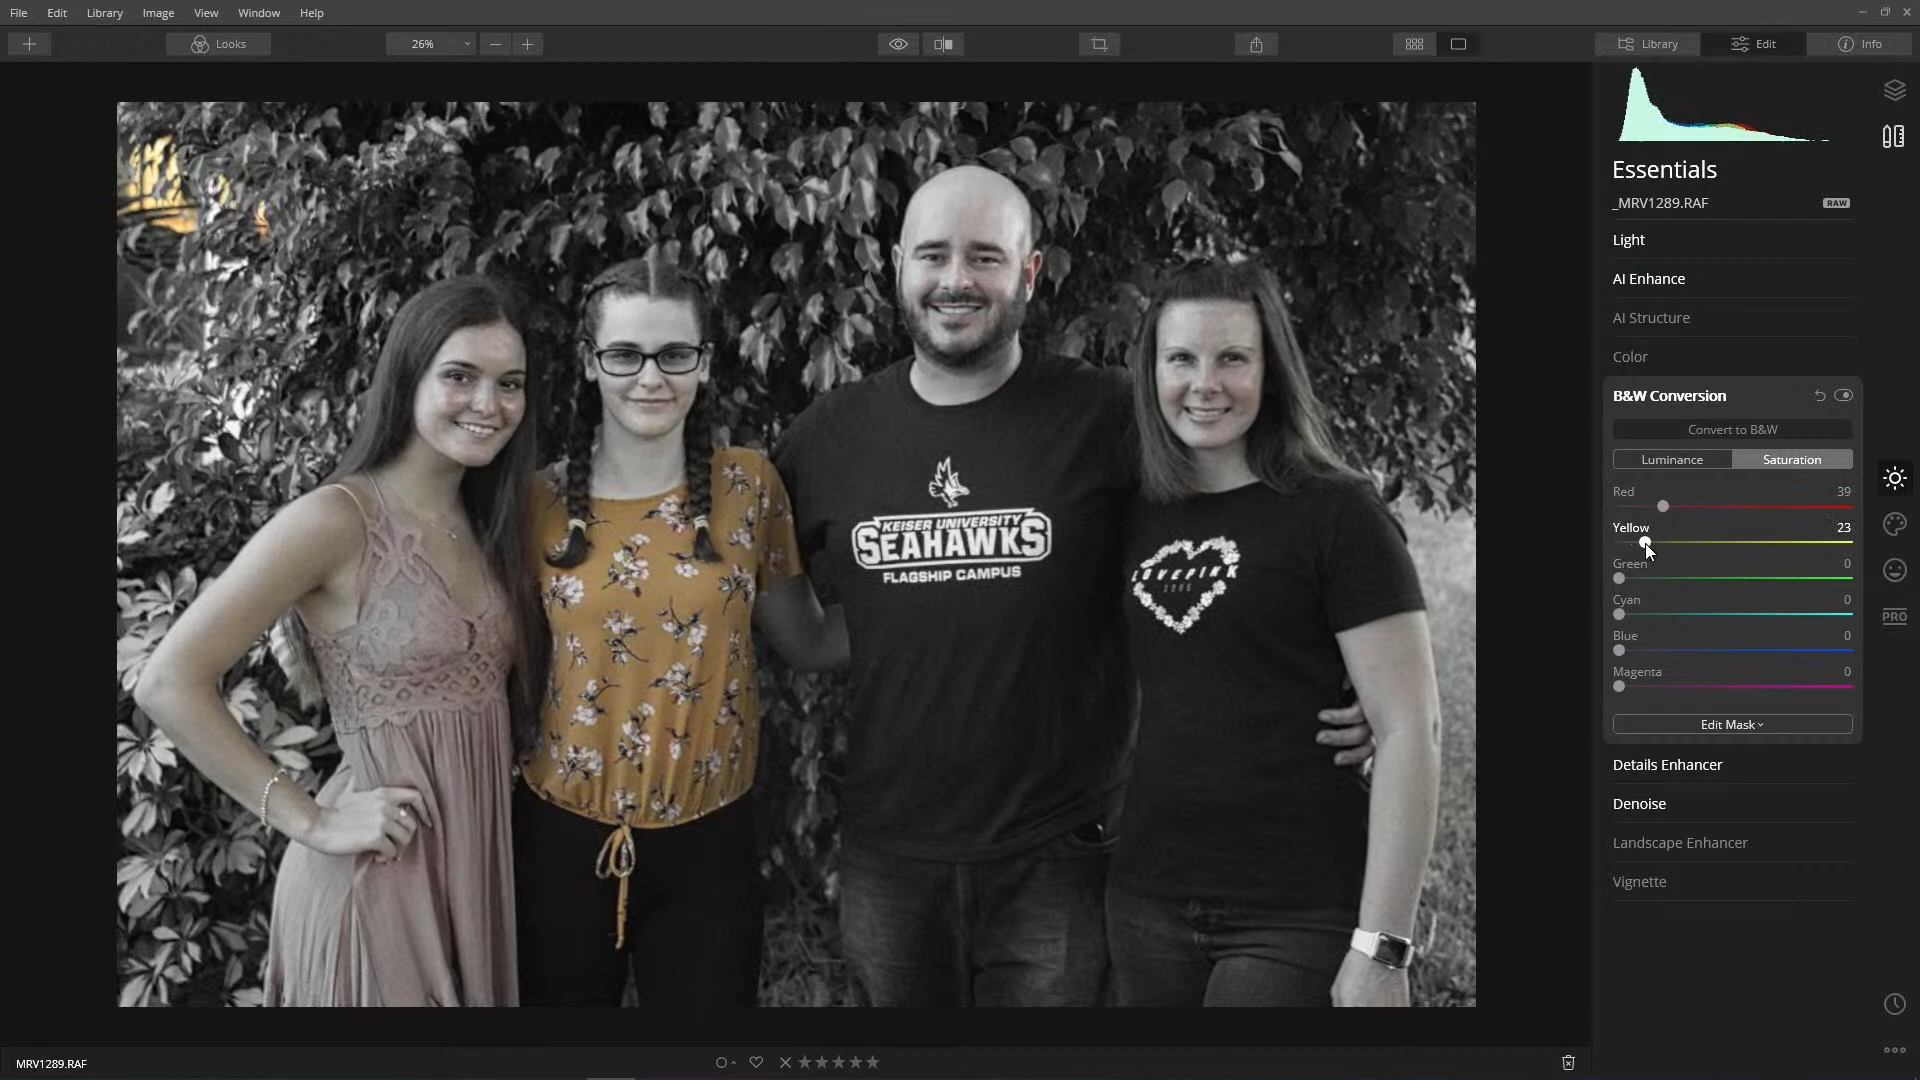 File Edit Library Image View Window Help
Looks 26% Library Edit Info
Essentials
_MRV1289.RAF RAW
Light
AI Enhance
AI Structure
Color
B&W Conversion
Convert to B&W
Luminance Saturation
Red 39
Yellow 23
Green 0
Cyan 0
Blue 0
Magenta 0
Edit Mask
Details Enhancer
Denoise
Landscape Enhancer
Vignette
PRO
KEISER UNIVERSITY
SEAHAWKS
FLAGSHIP CAMPUS
LOVEPINK
MRV1289.RAF